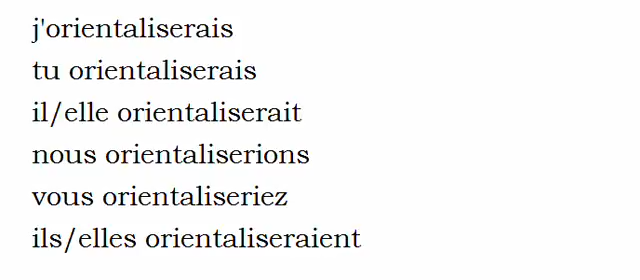 j'orientaliserais
tu orientaliserais
il/elle orientaliserait
nous orientaliserions
vous orientaliseriez
ils/elles orientaliseraient